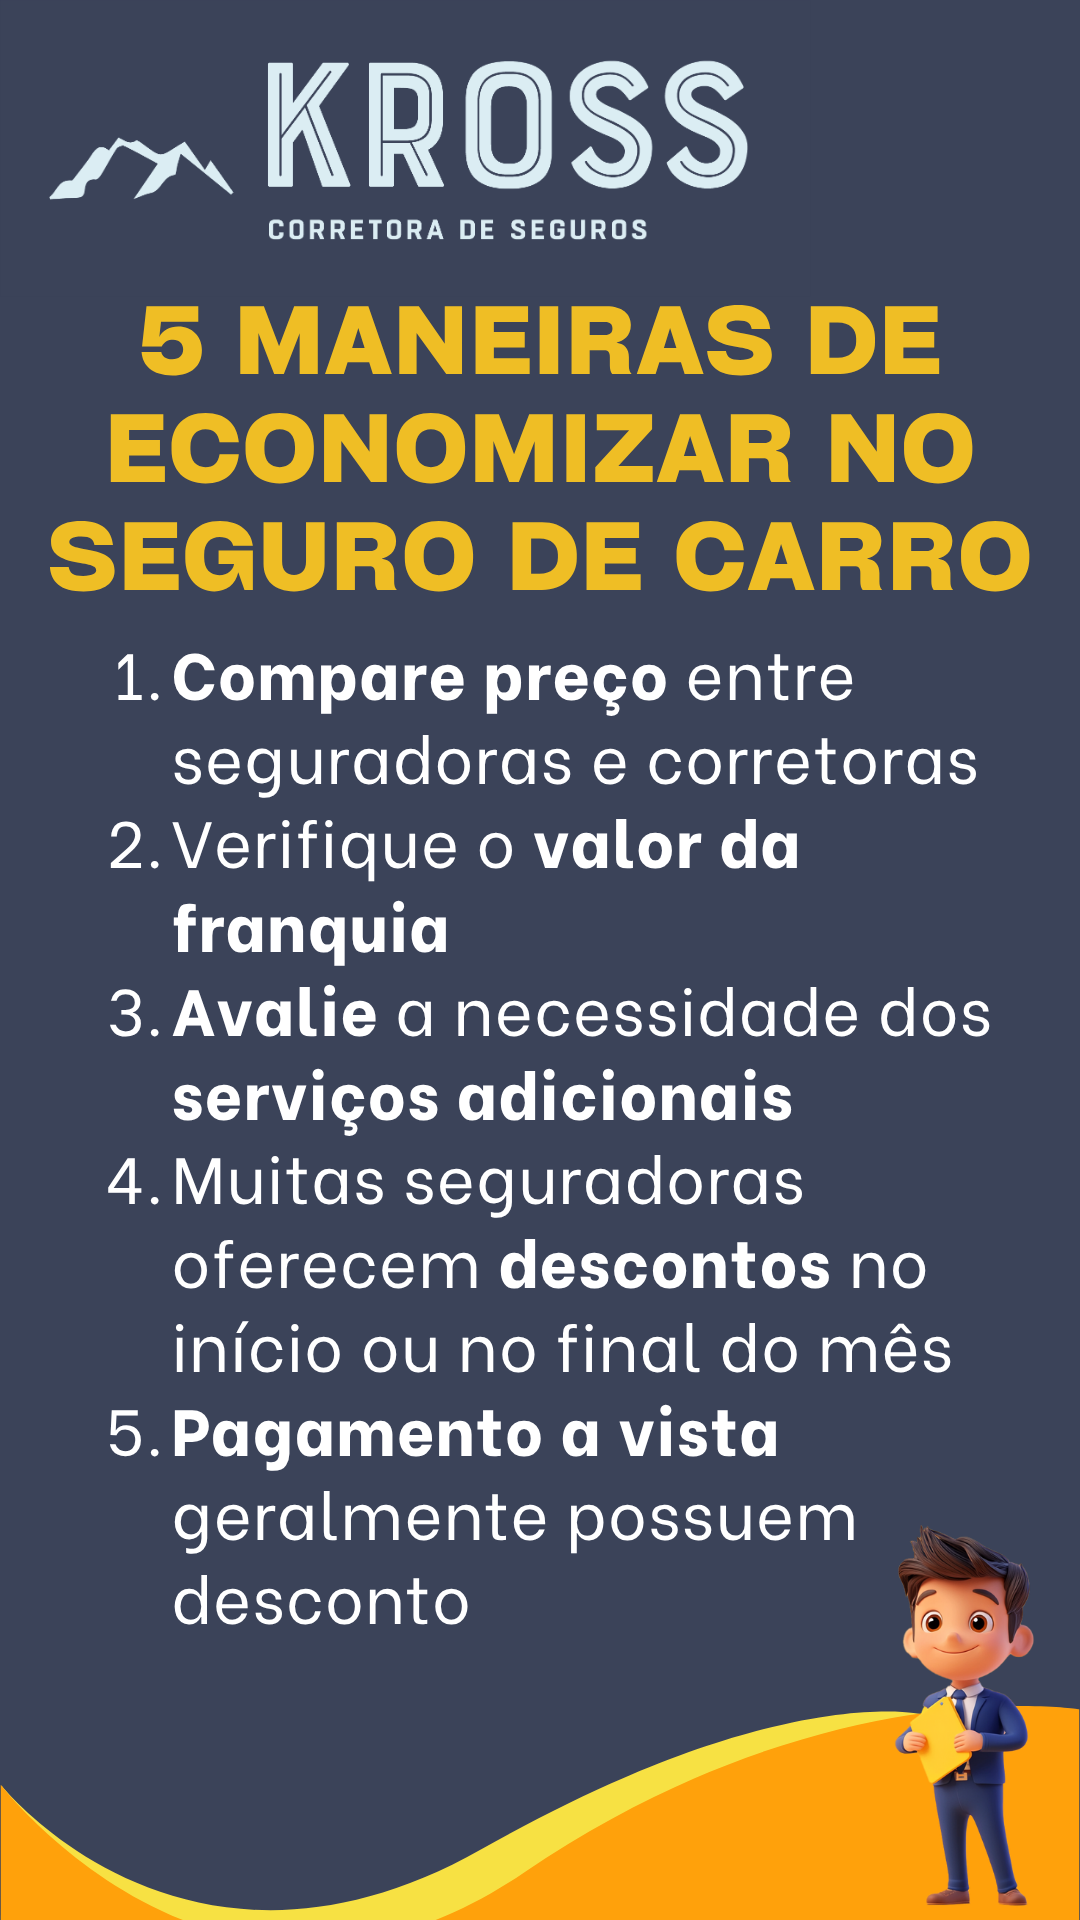 KROSS
CORRETORA DE SEGUROS
5 MANEIRAS DE
ECONOMIZAR NO
SEGURO DE CARRO
1. Compare preço entre
seguradoras e corretoras
2. Verifique o valor da
franquia
3. Avalie a necessidade dos
serviços adicionais
4. Muitas seguradoras
oferecem descontos no
início ou no final do mês
5. Pagamento a vista
geralmente possuem
desconto